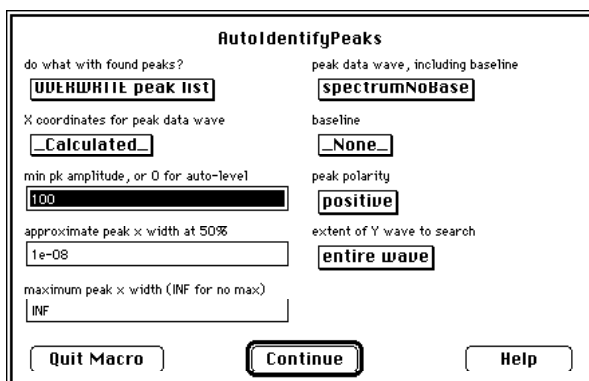 AutoIdentifyPeaks
do what with found peaks?
OVERWRITE peak list
peak data wave, including baseline
spectrumNoBase
X coordinates for peak data wave
_Calculated_
baseline
_None_
min pk amplitude, or 0 for auto-level
100
peak polarity
positive
approximate peak x width at 50%
1e-08
extent of Y wave to search
entire wave
maximum peak x width (INF for no max)
INF
Quit Macro
Continue
Help